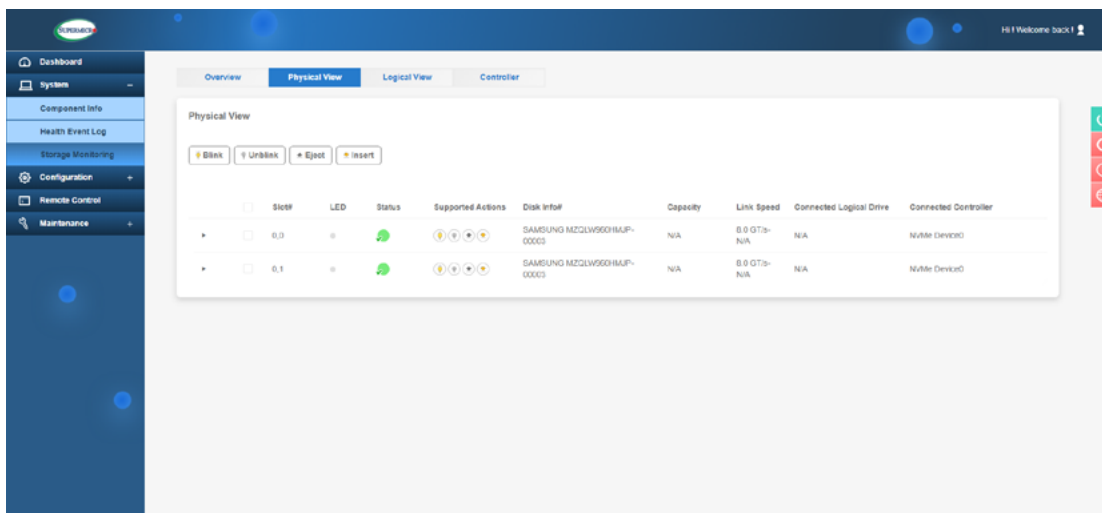 SUPERMICR
Hi ! Welcome back !
Dashboard
System −
Component Info
Health Event Log
Storage Monitoring
Configuration +
Remote Control
Maintenance +
Overview Physical View Logical View Controller
Physical View
Blink Unblink Eject Insert
Slot# LED Status Supported Actions Disk Info# Capacity Link Speed Connected Logical Drive Connected Controller
0,0 SAMSUNG MZQLW960HMJP-
00003 N/A 8.0 GT/s-
N/A N/A NVMe Device0
0,1 SAMSUNG MZQLW960HMJP-
00003 N/A 8.0 GT/s-
N/A N/A NVMe Device0